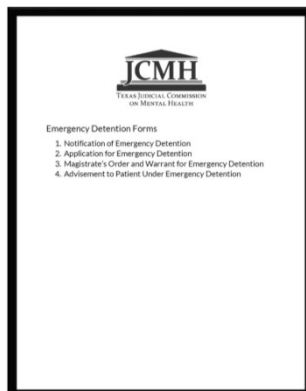 JCMH
TEXAS JUDICIAL COMMISSION
ON MENTAL HEALTH
Emergency Detention Forms
1. Notification of Emergency Detention
2. Application for Emergency Detention
3. Magistrate's Order and Warrant for Emergency Detention
4. Advisement to Patient Under Emergency Detention